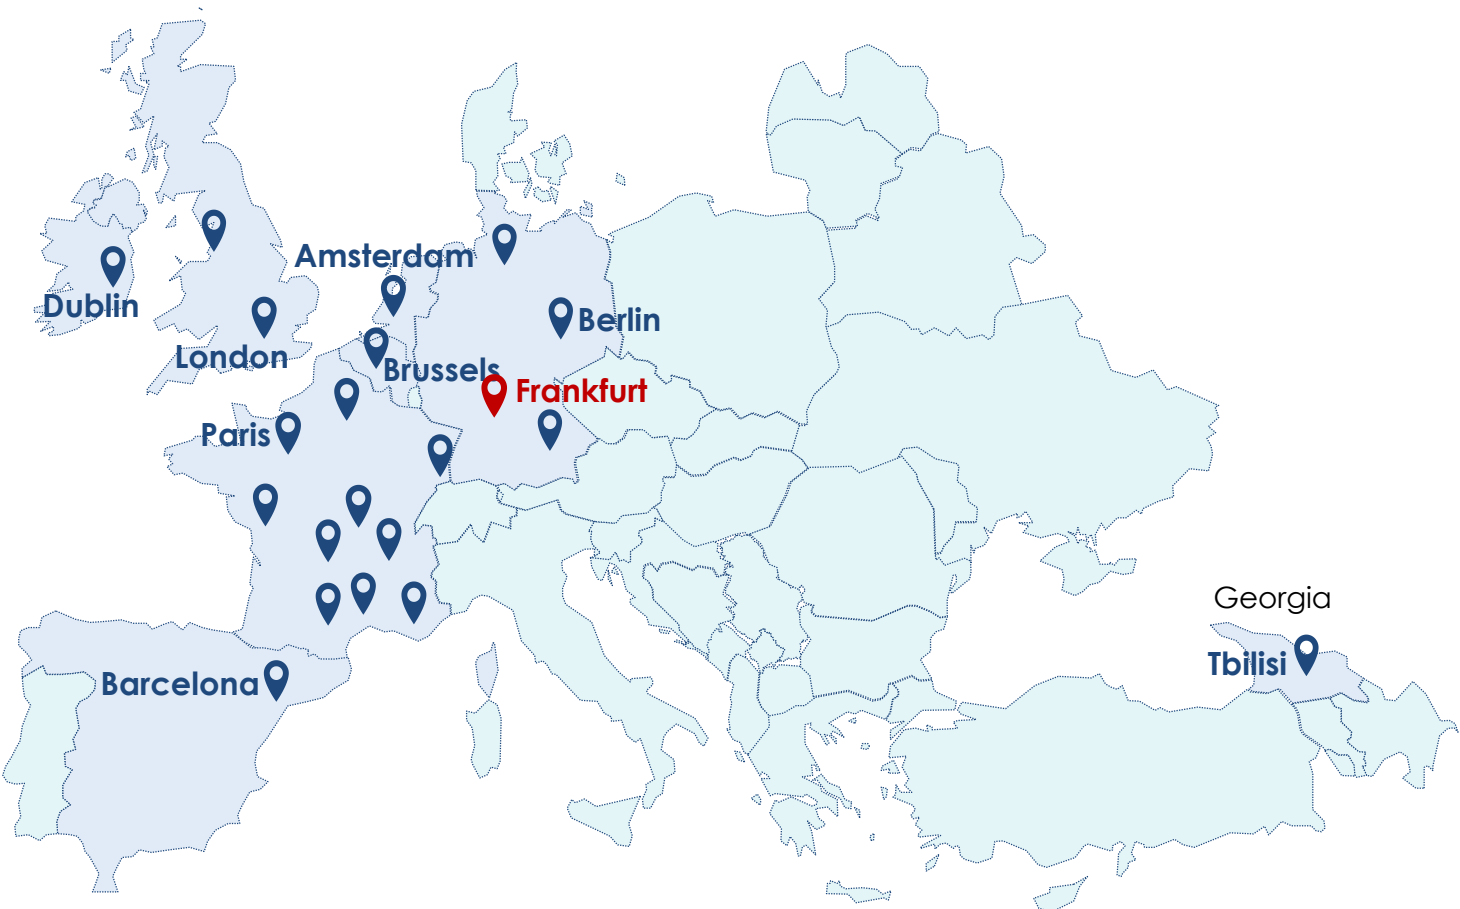 Amsterdam
Dublin
Berlin
London
Brussels
Frankfurt
Paris
Georgia
Tbilisi
Barcelona